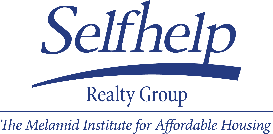 Selfhelp
Realty Group
The Melamid Institute for Affordable Housing